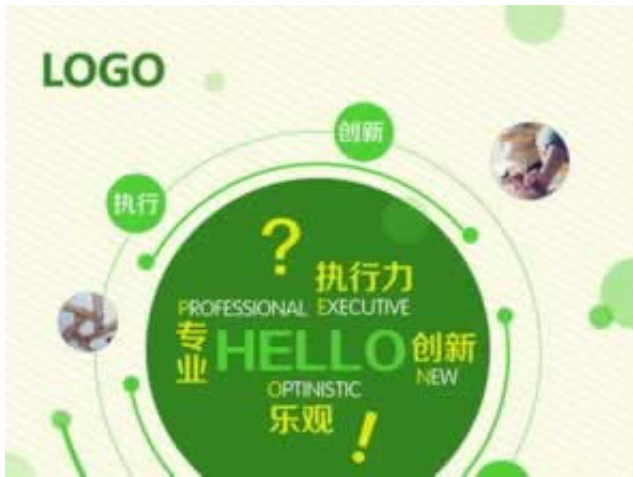 LOGO
创新
执行
?
执行力
PROFESSIONAL EXECUTIVE
专业
HELLO
创新
NEW
OPTINISTIC
乐观
!